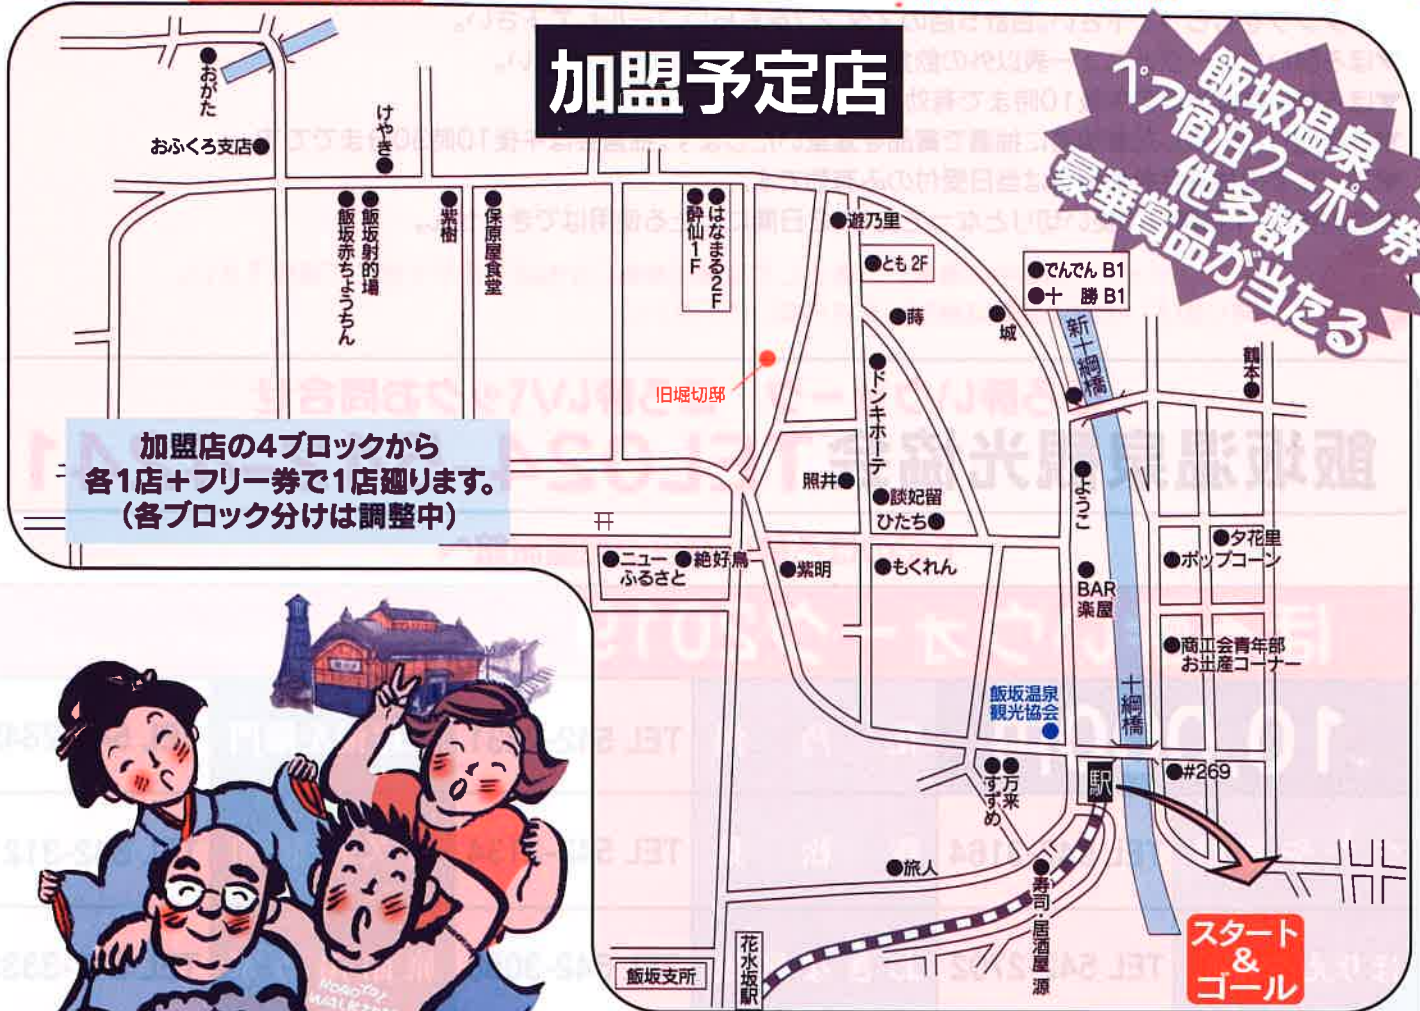 加盟予定店
飯坂温泉
ペア宿泊クーポン券
他多数
豪華賞品が当たる
おがた
おふくろ支店
けやき
飯坂赤ちょうちん
飯坂射的場
紫樹
保原屋食堂
酔仙1F
はなまる2F
遊乃里
とも 2F
蒔
城
でんでん B1
十 勝 B1
新十綱橋
鶴本
旧堀切邸
ドンキホーテ
照井
談妃留
ひたち
ようこ
加盟店の4ブロックから
各1店+フリー券で1店廻ります。
(各ブロック分けは調整中)
ニュー
ふるさと
絶好鳥
紫明
もくれん
BAR
楽屋
夕花里
ポップコーン
商工会青年部
お土産コーナー
十綱橋
飯坂温泉
観光協会
すずめ
万来
駅
#269
旅人
寿司・居酒屋 源
花水坂駅
飯坂支所
スタート
&
ゴール